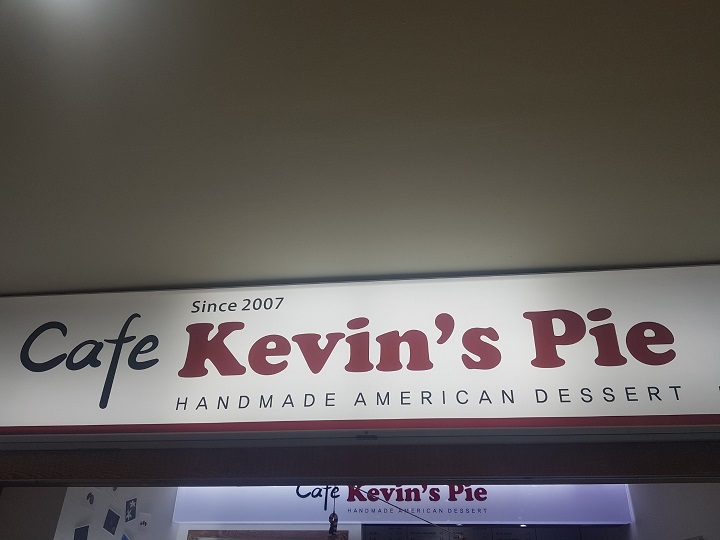 Since 2007
Cafe Kevin's Pie
HANDMADE AMERICAN DESSERT
Cafe Kevin's Pie
HANDMADE AMERICAN DESSERT